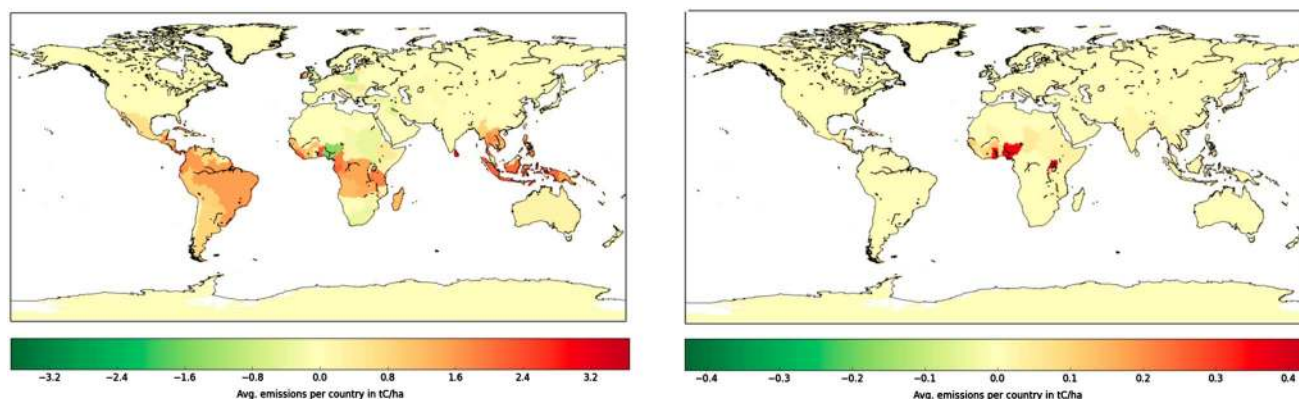 −3.2 −2.4 −1.6 −0.8 0.0 0.8 1.6 2.4 3.2
Avg. emissions per country in tC/ha
−0.4 −0.3 −0.2 −0.1 0.0 0.1 0.2 0.3 0.4
Avg. emissions per country in tC/ha